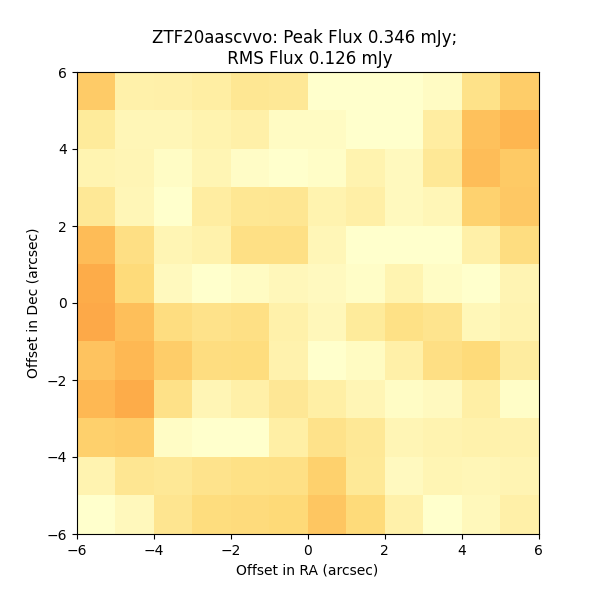 ZTF20aascvvo: Peak Flux 0.346 mJy;
RMS Flux 0.126 mJy
6
4
2
0
−2
−4
−6
Offset in Dec (arcsec)
−6 −4 −2 0 2 4 6
Offset in RA (arcsec)